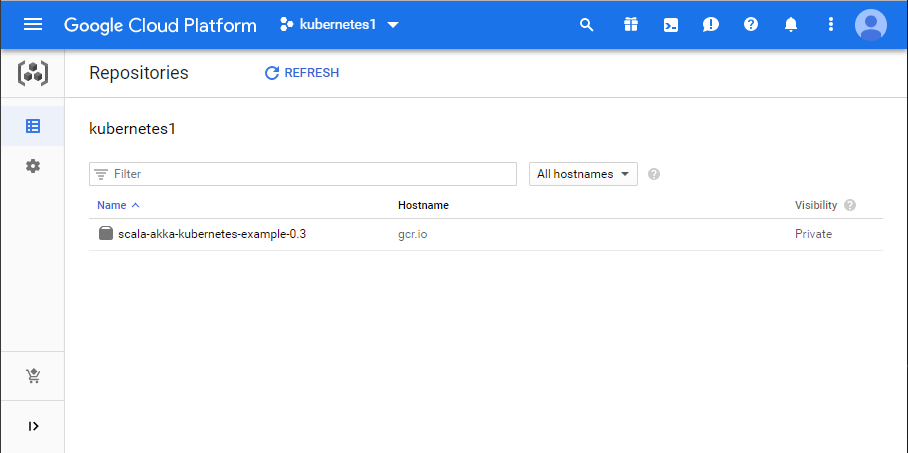 Google Cloud Platform kubernetes1
Repositories REFRESH
kubernetes1
Filter All hostnames
Name Hostname Visibility
scala-akka-kubernetes-example-0.3 gcr.io Private